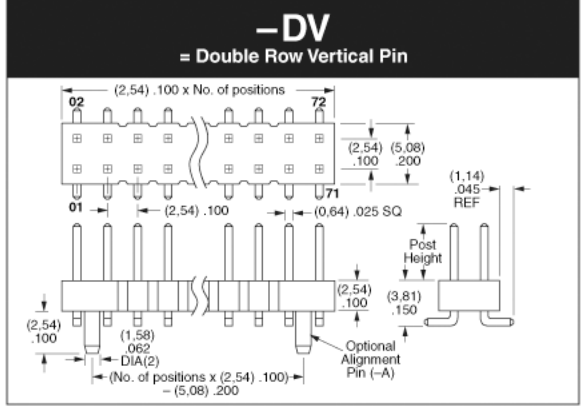 –DV
= Double Row Vertical Pin
(2,54) .100 x No. of positions
02
72
(2,54)
.100
(5,08)
.200
01
71
(2,54) .100
(0,64) .025 SQ
(1,14)
.045
REF
Post
Height
(2,54)
.100
(3,81)
.150
(2,54)
.100
(1,58)
.062
DIA(2)
Optional
Alignment
Pin (–A)
(No. of positions x (2,54) .100)
– (5,08) .200